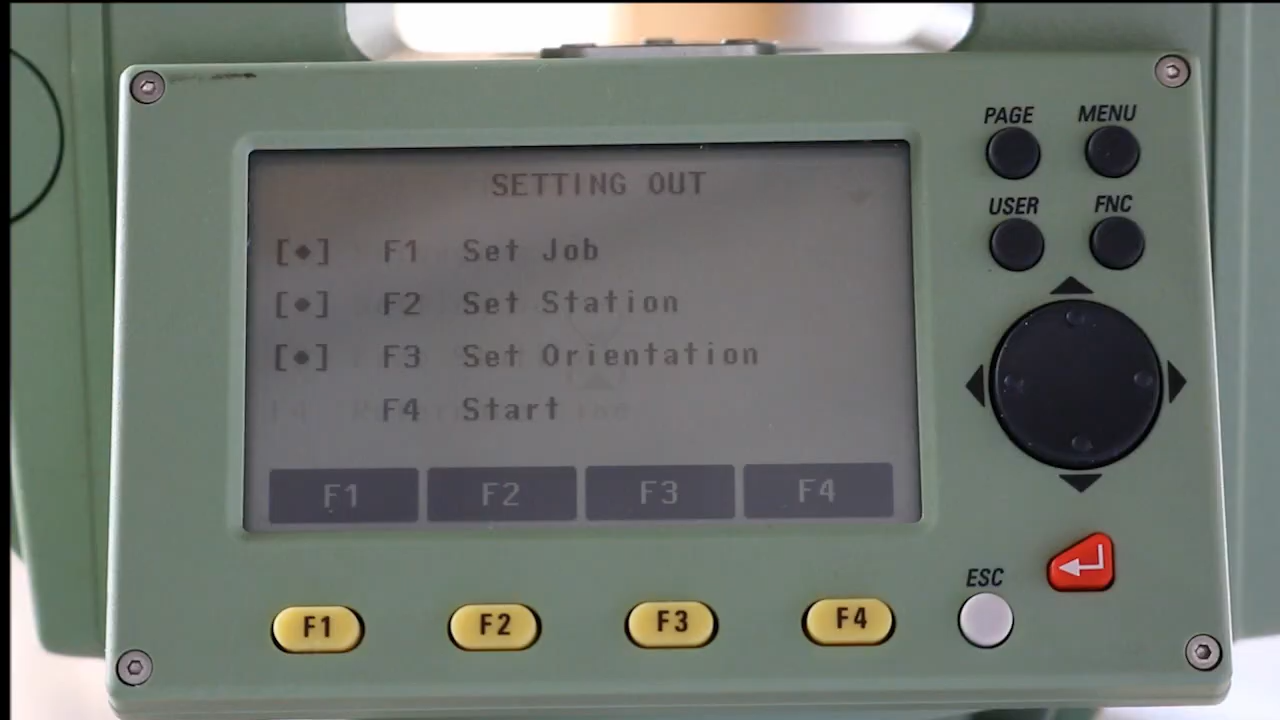 PAGE MENU
SETTING OUT
USER FNC
[◆] F1 Set Job
[◆] F2 Set Station
[◆] F3 Set Orientation
F4 Start
F1 F2 F3 F4
ESC
F1 F2 F3 F4